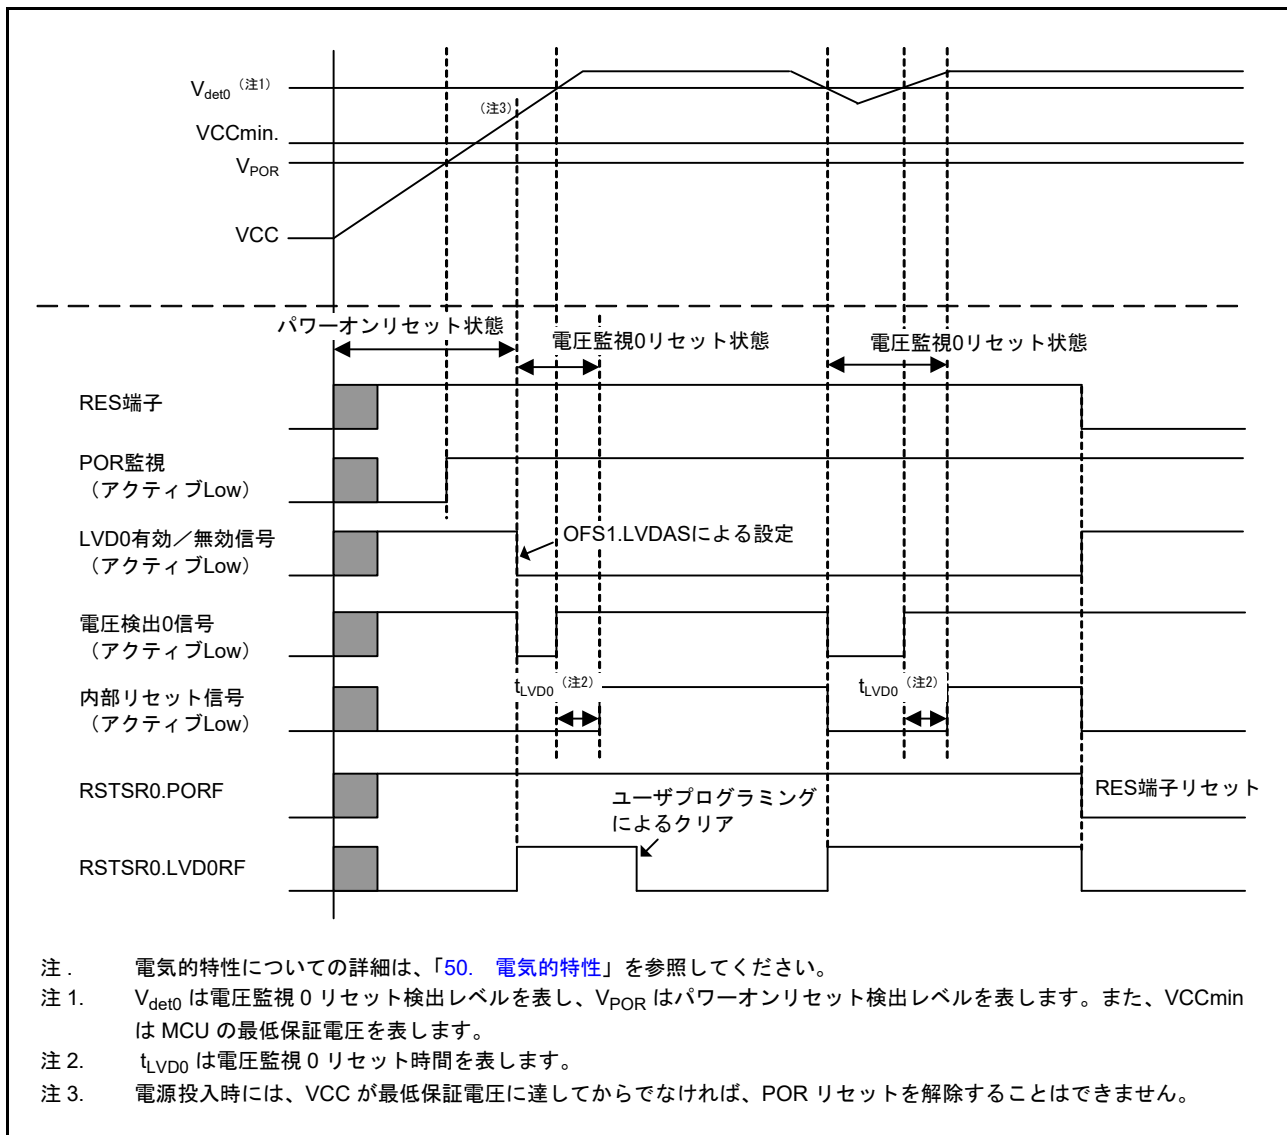 Vdet0 (注1)
(注3)
VCCmin.
VPOR
VCC
パワーオンリセット状態
電圧監視0リセット状態
電圧監視0リセット状態
RES端子
POR監視
（アクティブLow）
LVD0有効／無効信号
（アクティブLow）
OFS1.LVDASによる設定
電圧検出0信号
（アクティブLow）
内部リセット信号
（アクティブLow）
tLVD0 (注2)
tLVD0 (注2)
RSTSR0.PORF
ユーザプログラミング
によるクリア
RES端子リセット
RSTSR0.LVD0RF
注 . 電気的特性についての詳細は、「50. 電気的特性」を参照してください。
注 1. Vdet0 は電圧監視 0 リセット検出レベルを表し、VPOR はパワーオンリセット検出レベルを表します。また、VCCmin
は MCU の最低保証電圧を表します。
注 2. tLVD0 は電圧監視 0 リセット時間を表します。
注 3. 電源投入時には、VCC が最低保証電圧に達してからでなければ、POR リセットを解除することはできません。